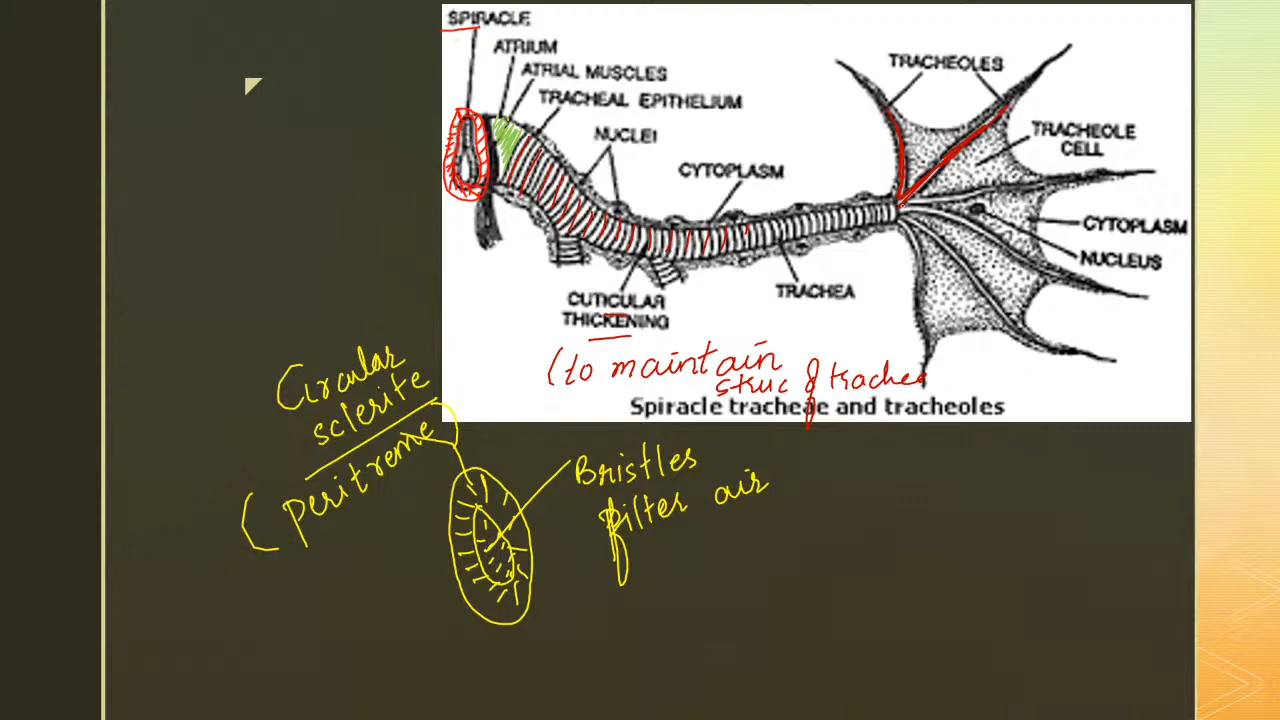 SPIRACLE
ATRIUM
ATRIAL MUSCLES
TRACHEAL EPITHELIUM
NUCLEI
CYTOPLASM
TRACHEOLES
TRACHEOLE
CELL
CYTOPLASM
NUCLEUS
CUTICULAR
THICKENING
TRACHEA
(to maintain
struc of trachea
Spiracle tracheae and tracheoles
Circular
sclerite
(peritreme
Bristles
filter air